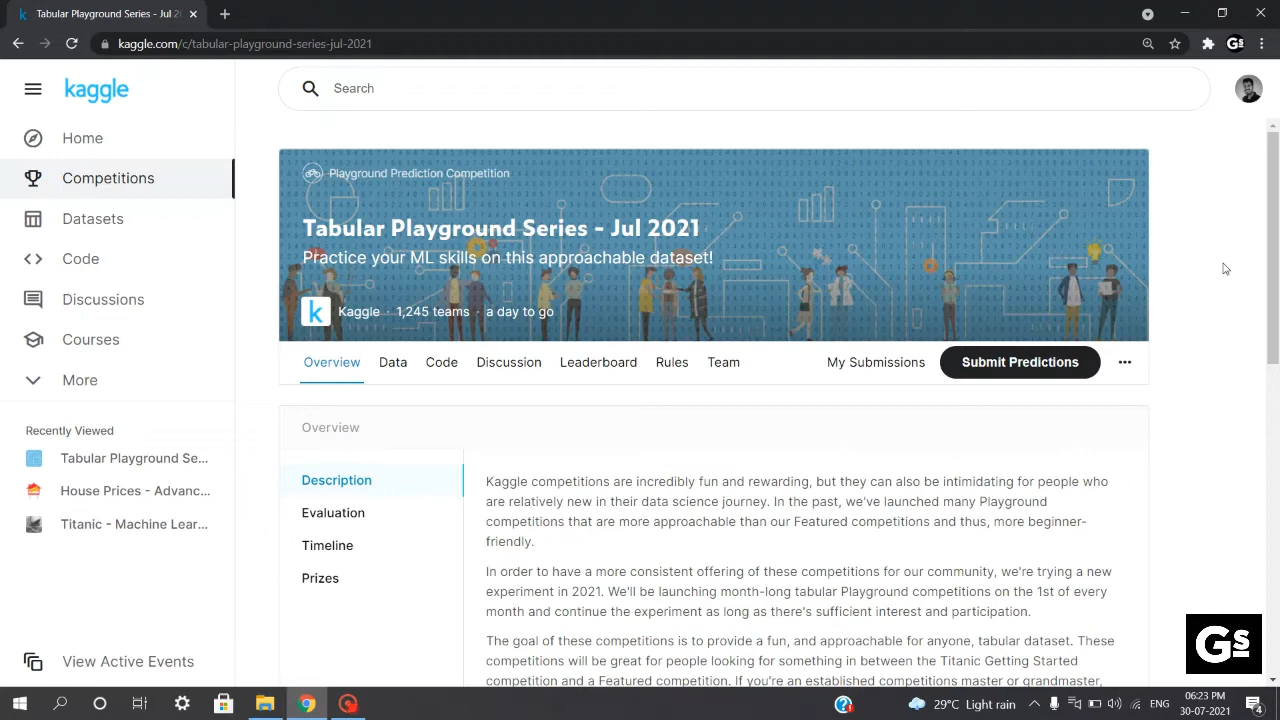 Tabular Playground Series - Jul 2
kaggle.com/c/tabular-playground-series-jul-2021
kaggle
Search
Home
Competitions
Datasets
Code
Discussions
Courses
More
Recently Viewed
Tabular Playground Se...
House Prices - Advanc...
Titanic - Machine Lear...
View Active Events
Playground Prediction Competition
Tabular Playground Series - Jul 2021
Practice your ML skills on this approachable dataset!
k
Kaggle · 1,245 teams · a day to go
Overview Data Code Discussion Leaderboard Rules Team My Submissions Submit Predictions
Overview
Description
Evaluation
Timeline
Prizes
Kaggle competitions are incredibly fun and rewarding, but they can also be intimidating for people who
are relatively new in their data science journey. In the past, we've launched many Playground
competitions that are more approachable than our Featured competitions and thus, more beginner-
friendly.
In order to have a more consistent offering of these competitions for our community, we're trying a new
experiment in 2021. We'll be launching month-long tabular Playground competitions on the 1st of every
month and continue the experiment as long as there's sufficient interest and participation.
The goal of these competitions is to provide a fun, and approachable for anyone, tabular dataset. These
competitions will be great for people looking for something in between the Titanic Getting Started
competition and a Featured competition. If you're an established competitions master or grandmaster,
Gs
29°C Light rain
ENG
06:23 PM
30-07-2021
4